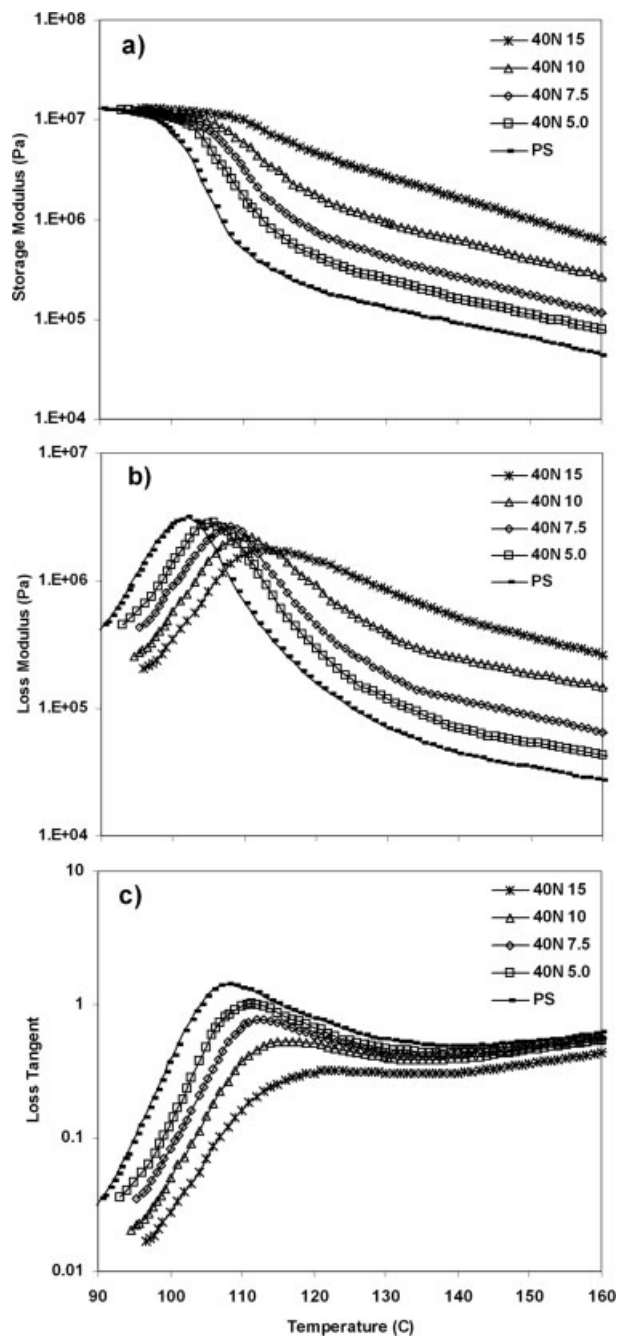 a)
1.E+08
1.E+07
1.E+06
1.E+05
1.E+04
Storage Modulus (Pa)
40N 15
40N 10
40N 7.5
40N 5.0
PS
b)
1.E+07
1.E+06
1.E+05
1.E+04
Loss Modulus (Pa)
40N 15
40N 10
40N 7.5
40N 5.0
PS
c)
10
1
0.1
0.01
Loss Tangent
40N 15
40N 10
40N 7.5
40N 5.0
PS
90 100 110 120 130 140 150 160
Temperature (C)